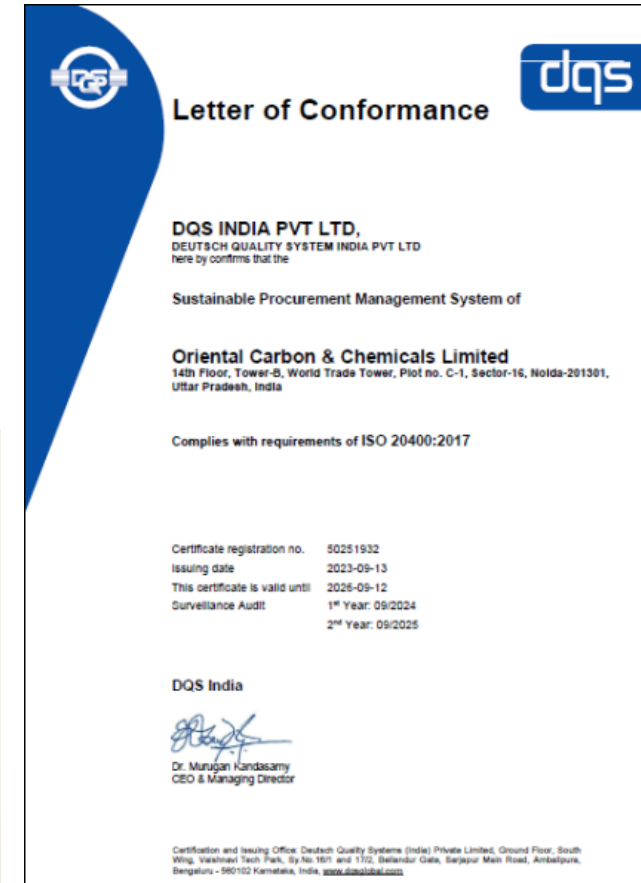 DQS
dqs
Letter of Conformance
DQS INDIA PVT LTD,
DEUTSCH QUALITY SYSTEM INDIA PVT LTD
here by confirms that the
Sustainable Procurement Management System of
Oriental Carbon & Chemicals Limited
14th Floor, Tower-B, World Trade Tower, Plot no. C-1, Sector-16, Noida-201301,
Uttar Pradesh, India
Complies with requirements of ISO 20400:2017
Certificate registration no. 50251932
Issuing date 2023-09-13
This certificate is valid until 2026-09-12
Surveillance Audit 1st Year: 09/2024
2nd Year: 09/2025
DQS India
Dr. Murugan Kandasamy
CEO & Managing Director
Certification and Issuing Office: Deutsch Quality Systems (India) Private Limited, Ground Floor, South
Wing, Vaishnavi Tech Park, Sy.No.16/1 and 17/2, Bellandur Gate, Sarjapur Main Road, Ambalipura,
Bengaluru - 560102 Karnataka, India, www.dqsglobal.com